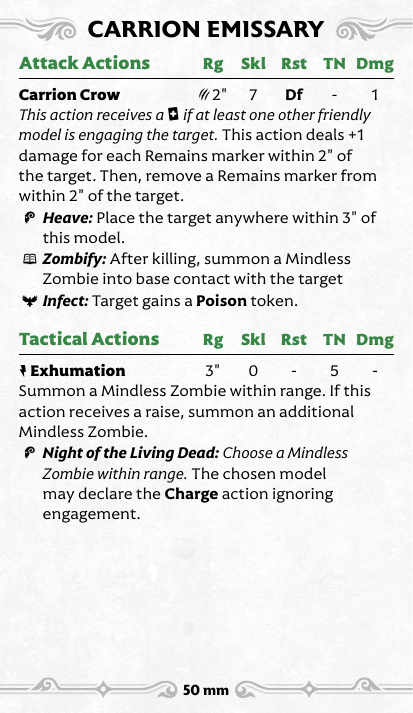 CARRION EMISSARY
Attack Actions Rg Skl Rst TN Dmg
Carrion Crow 2" 7 Df - 1
This action receives a if at least one other friendly
model is engaging the target. This action deals +1
damage for each Remains marker within 2" of
the target. Then, remove a Remains marker from
within 2" of the target.
Heave: Place the target anywhere within 3" of
this model.
Zombify: After killing, summon a Mindless
Zombie into base contact with the target
Infect: Target gains a Poison token.
Tactical Actions Rg Skl Rst TN Dmg
Exhumation 3" 0 - 5 -
Summon a Mindless Zombie within range. If this
action receives a raise, summon an additional
Mindless Zombie.
Night of the Living Dead: Choose a Mindless
Zombie within range. The chosen model
may declare the Charge action ignoring
engagement.
50 mm